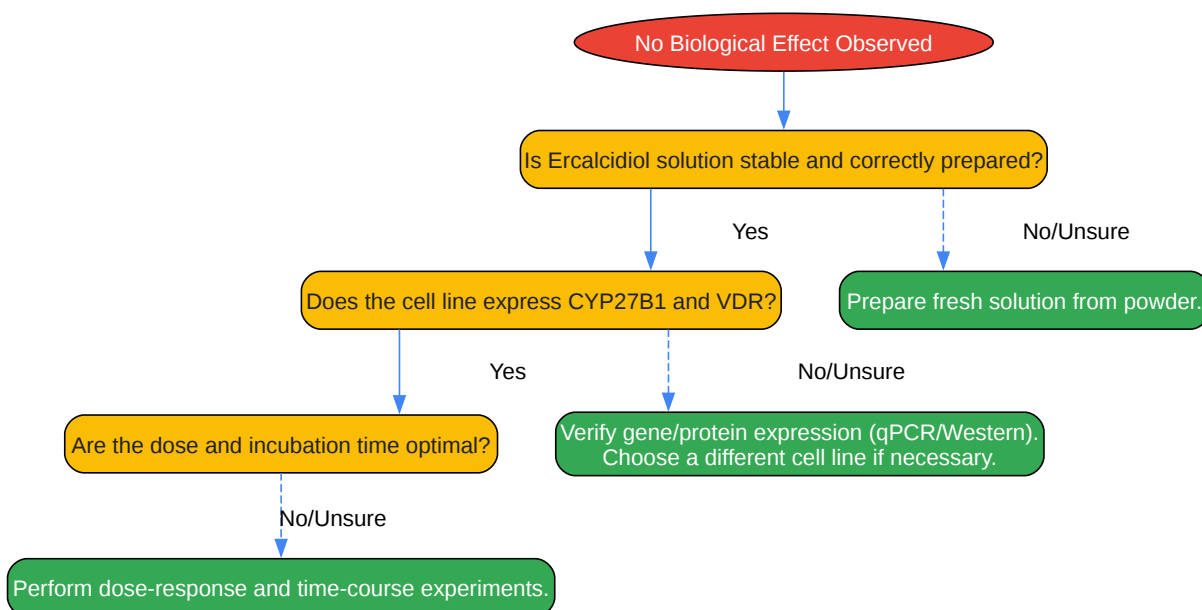 No Biological Effect Observed
Is Ercalcidiol solution stable and correctly prepared?
Yes
No/Unsure
Does the cell line express CYP27B1 and VDR?
Prepare fresh solution from powder.
Yes
No/Unsure
Are the dose and incubation time optimal?
Verify gene/protein expression (qPCR/Western).
Choose a different cell line if necessary.
No/Unsure
Perform dose-response and time-course experiments.